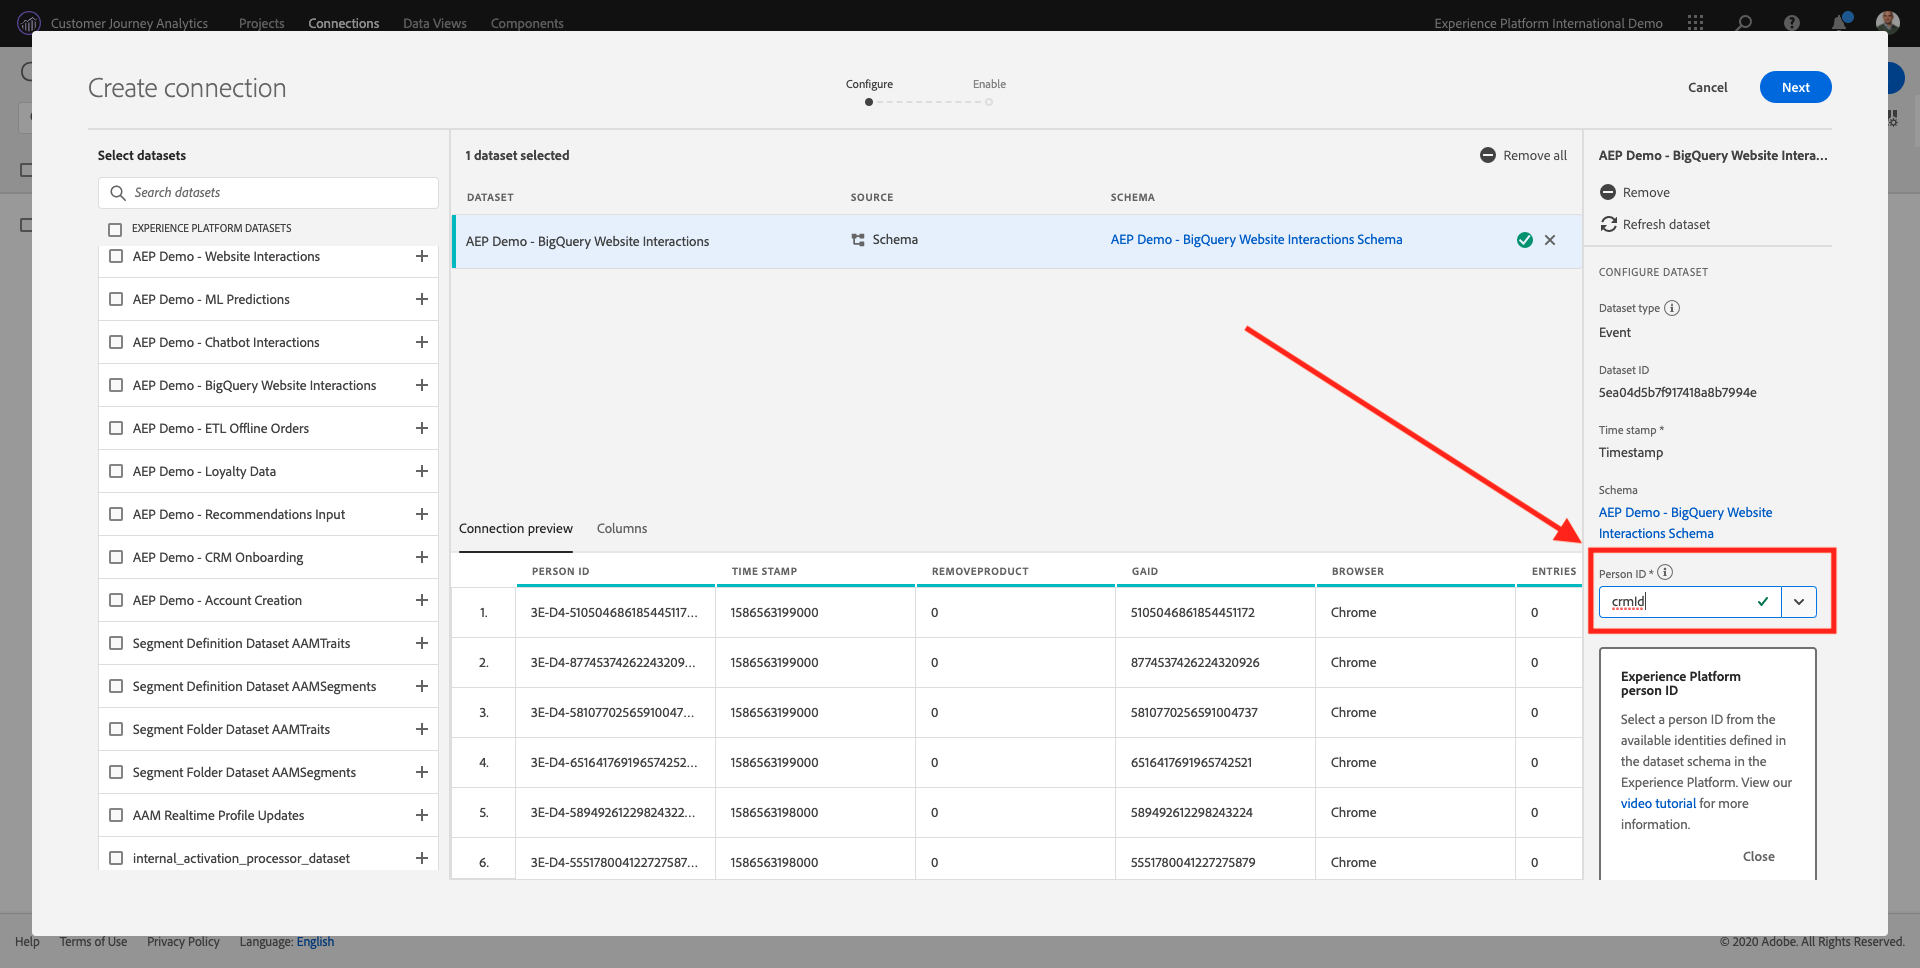 Customer Journey Analytics Projects Connections Data Views Components Experience Platform International Demo
Create connection
Configure Enable
Cancel Next
Select datasets
Search datasets
EXPERIENCE PLATFORM DATASETS
AEP Demo - Website Interactions
AEP Demo - ML Predictions
AEP Demo - Chatbot Interactions
AEP Demo - BigQuery Website Interactions
AEP Demo - ETL Offline Orders
AEP Demo - Loyalty Data
AEP Demo - Recommendations Input
AEP Demo - CRM Onboarding
AEP Demo - Account Creation
Segment Definition Dataset AAMTraits
Segment Definition Dataset AAMSegments
Segment Folder Dataset AAMTraits
Segment Folder Dataset AAMSegments
AAM Realtime Profile Updates
internal_activation_processor_dataset
1 dataset selected Remove all
DATASET SOURCE SCHEMA
AEP Demo - BigQuery Website Interactions Schema AEP Demo - BigQuery Website Interactions Schema
Connection preview Columns
PERSON ID TIME STAMP REMOVEPRODUCT GAID BROWSER ENTRIES
1. 3E-D4-510504686185445117... 1586563199000 0 5105046861854451172 Chrome 0
2. 3E-D4-87745374262243209... 1586563199000 0 8774537426224320926 Chrome 0
3. 3E-D4-58107702565910047... 1586563199000 0 5810770256591004737 Chrome 0
4. 3E-D4-651641769196574252... 1586563199000 0 6516417691965742521 Chrome 0
5. 3E-D4-58949261229824322... 1586563198000 0 589492612298243224 Chrome 0
6. 3E-D4-555178004122727587... 1586563198000 0 5551780041227275879 Chrome 0
AEP Demo - BigQuery Website Intera...
Remove
Refresh dataset
CONFIGURE DATASET
Dataset type
Event
Dataset ID
5ea04d5b7f917418a8b7994e
Time stamp *
Timestamp
Schema
AEP Demo - BigQuery Website
Interactions Schema
Person ID *
crmId
Experience Platform
person ID
Select a person ID from the
available identities defined in
the dataset schema in the
Experience Platform. View our
video tutorial for more
information.
Close
Help Terms of Use Privacy Policy Language: English © 2020 Adobe. All Rights Reserved.